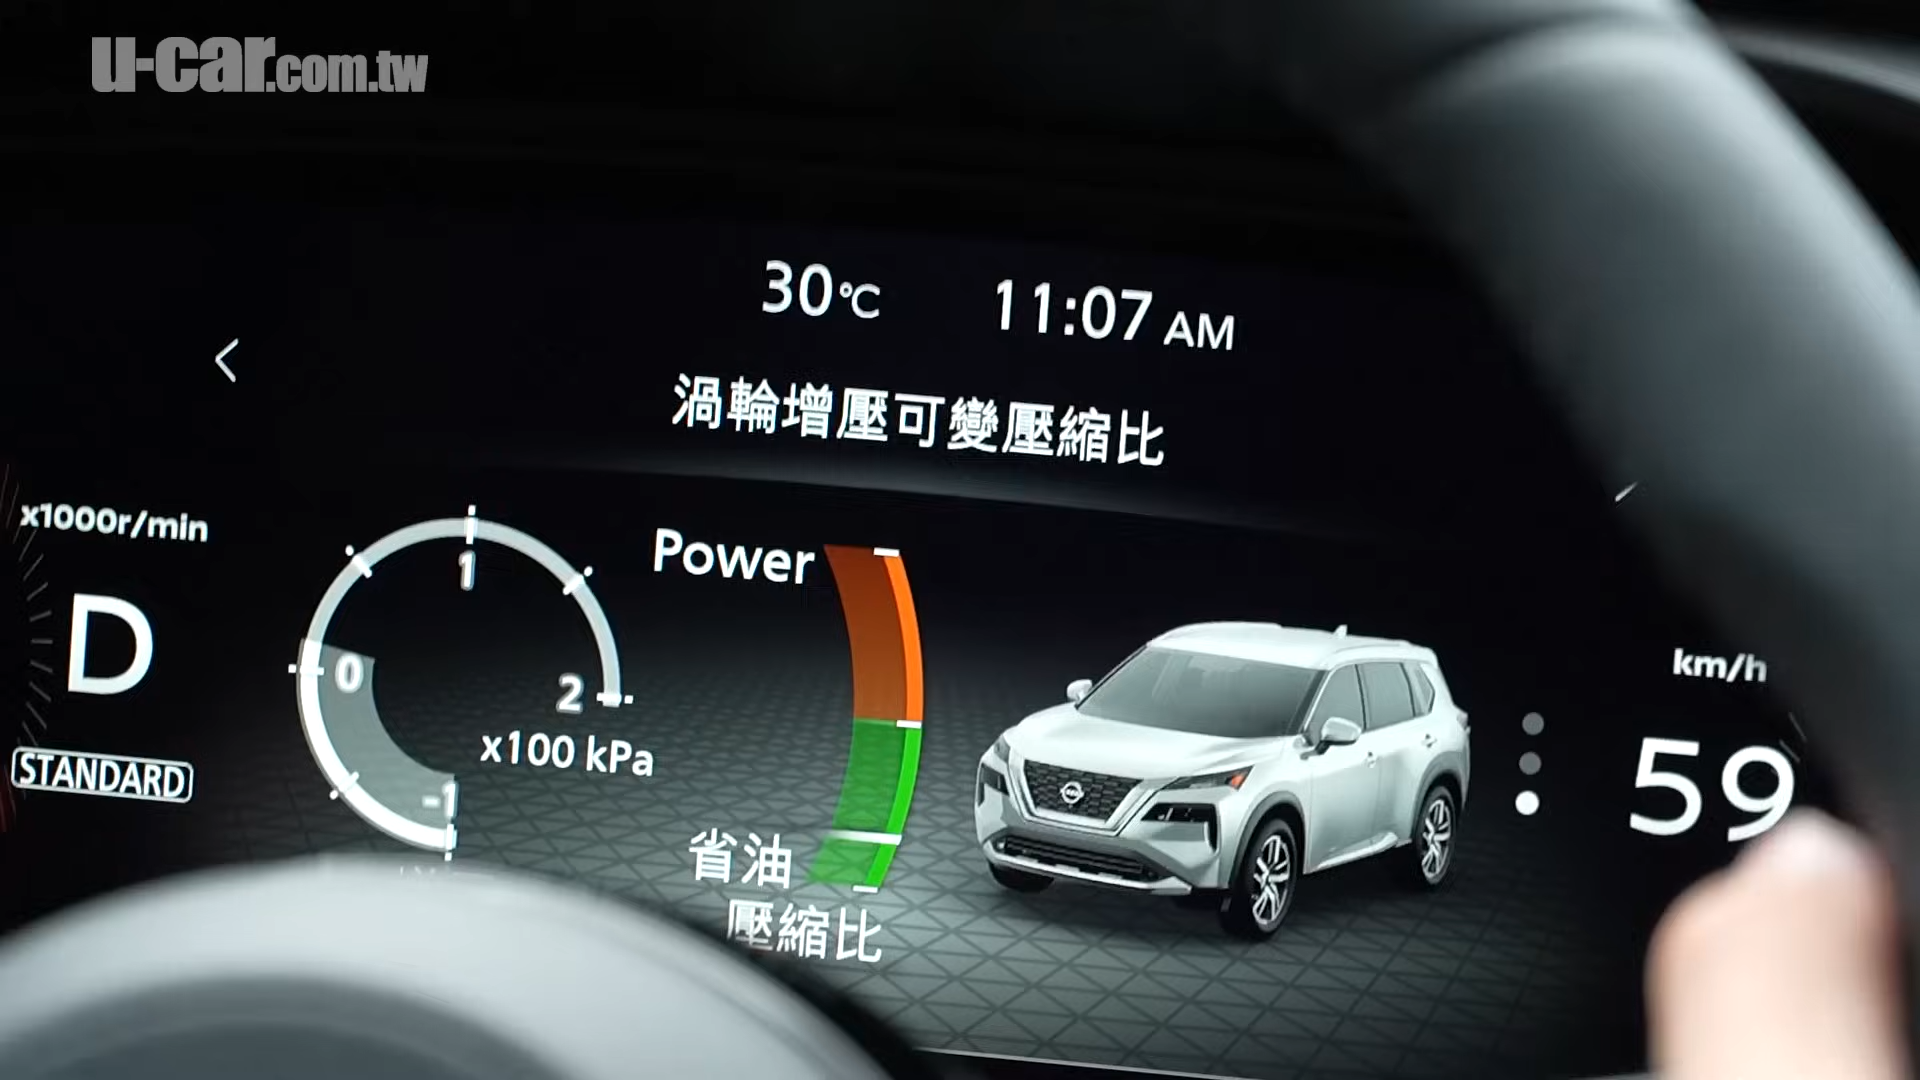 u-car.com.tw
30°C 11:07 AM
渦輪增壓可變壓縮比
x1000r/min
D
STANDARD
1
0
2
-1
x100 kPa
Power
省油
壓縮比
km/h
59